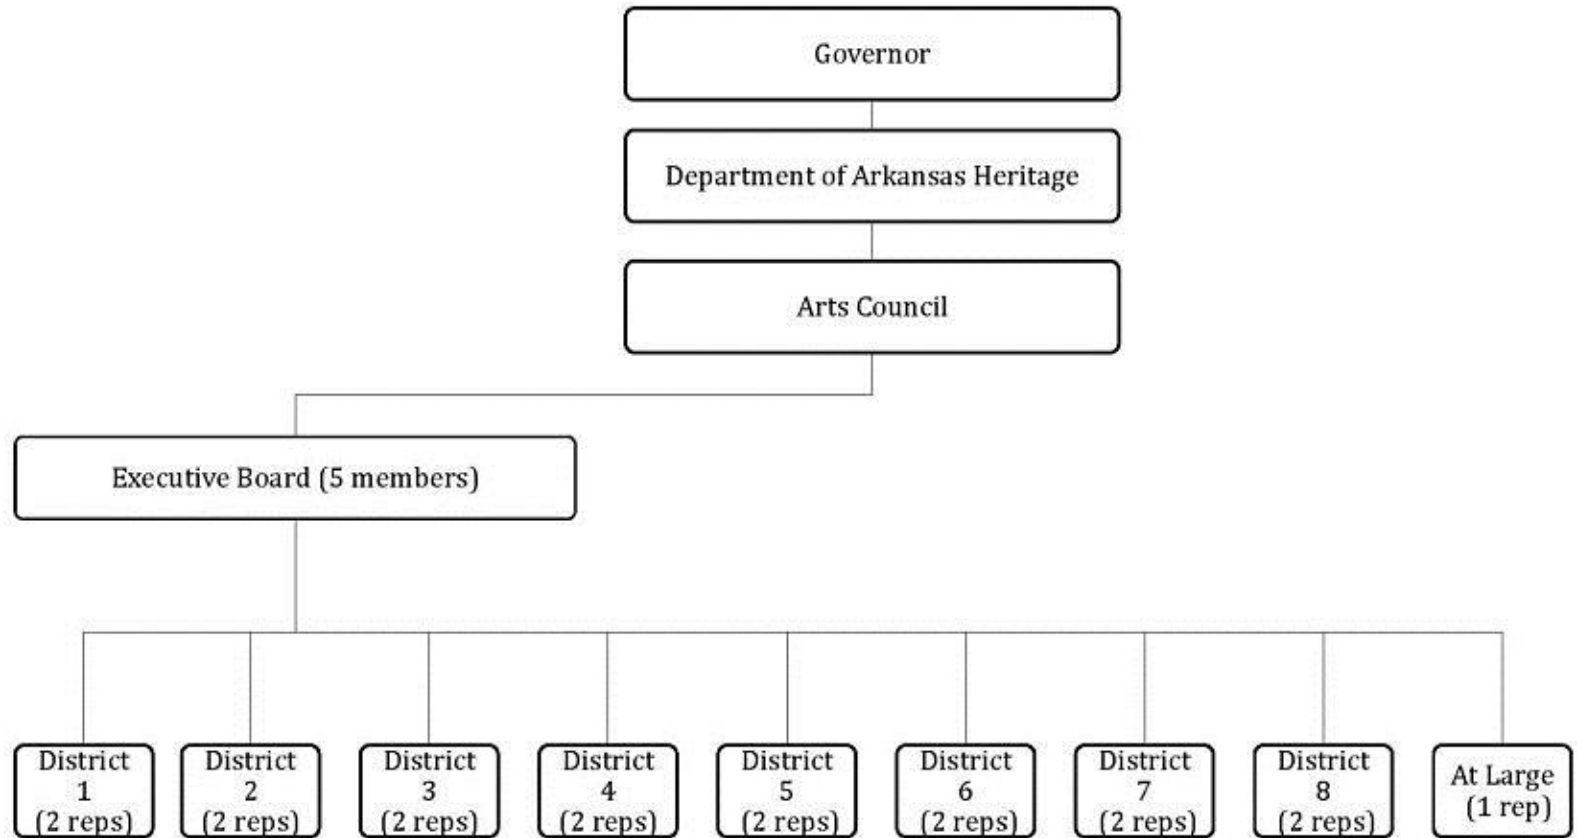 Governor
Department of Arkansas Heritage
Arts Council
Executive Board (5 members)
District
1
(2 reps)
District
2
(2 reps)
District
3
(2 reps)
District
4
(2 reps)
District
5
(2 reps)
District
6
(2 reps)
District
7
(2 reps)
District
8
(2 reps)
At Large
(1 rep)